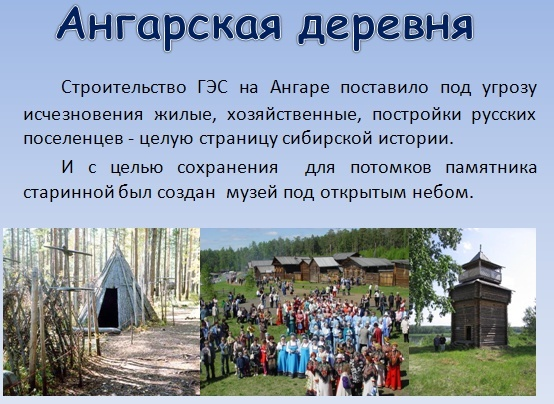 Ангарская деревня
Строительство ГЭС на Ангаре поставило под угрозу
исчезновения жилые, хозяйственные, постройки русских
поселенцев - целую страницу сибирской истории.
И с целью сохранения для потомков памятника
старинной был создан музей под открытым небом.